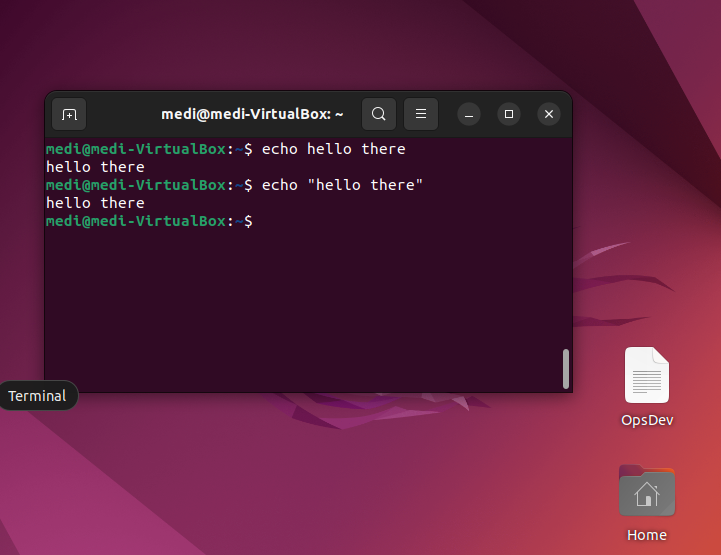 medi@medi-VirtualBox: ~
medi@medi-VirtualBox:~$ echo hello there
hello there
medi@medi-VirtualBox:~$ echo "hello there"
hello there
medi@medi-VirtualBox:~$
Terminal
OpsDev
Home